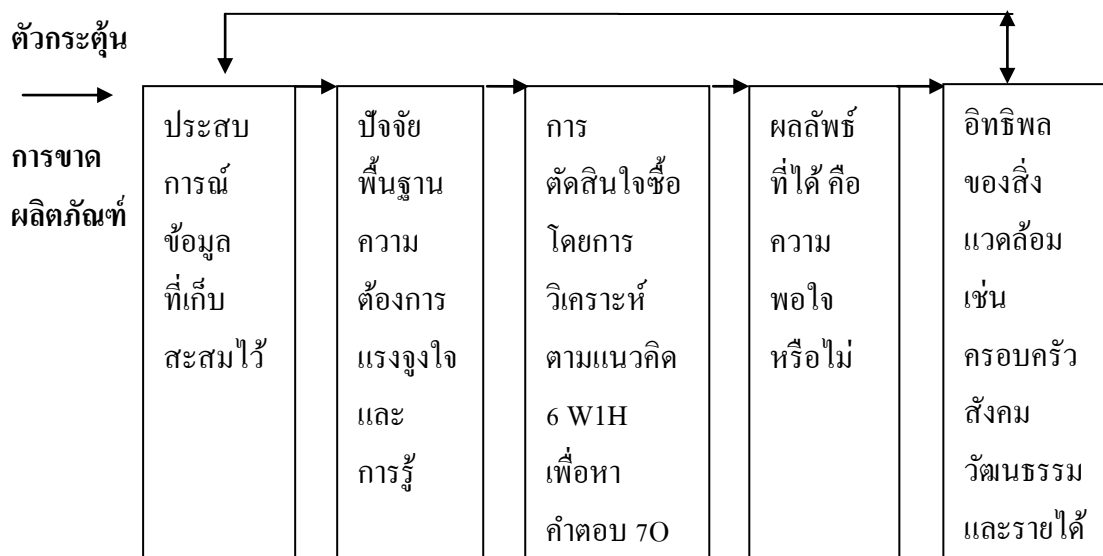 ตัวกระตุ้น
การขาด
ผลิตภัณฑ์
ประสบ
การณ์
ข้อมูล
ที่เก็บ
สะสมไว้
ปัจจัย
พื้นฐาน
ความ
ต้องการ
แรงจูงใจ
และ
การรู้
การ
ตัดสินใจซื้อ
โดยการ
วิเคราะห์
ตามแนวคิด
6 W1H
เพื่อหา
คำตอบ 7O
ผลลัพธ์
ที่ได้ คือ
ความ
พอใจ
หรือไม่
อิทธิพล
ของสิ่ง
แวดล้อม
เช่น
ครอบครัว
สังคม
วัฒนธรรม
และรายได้